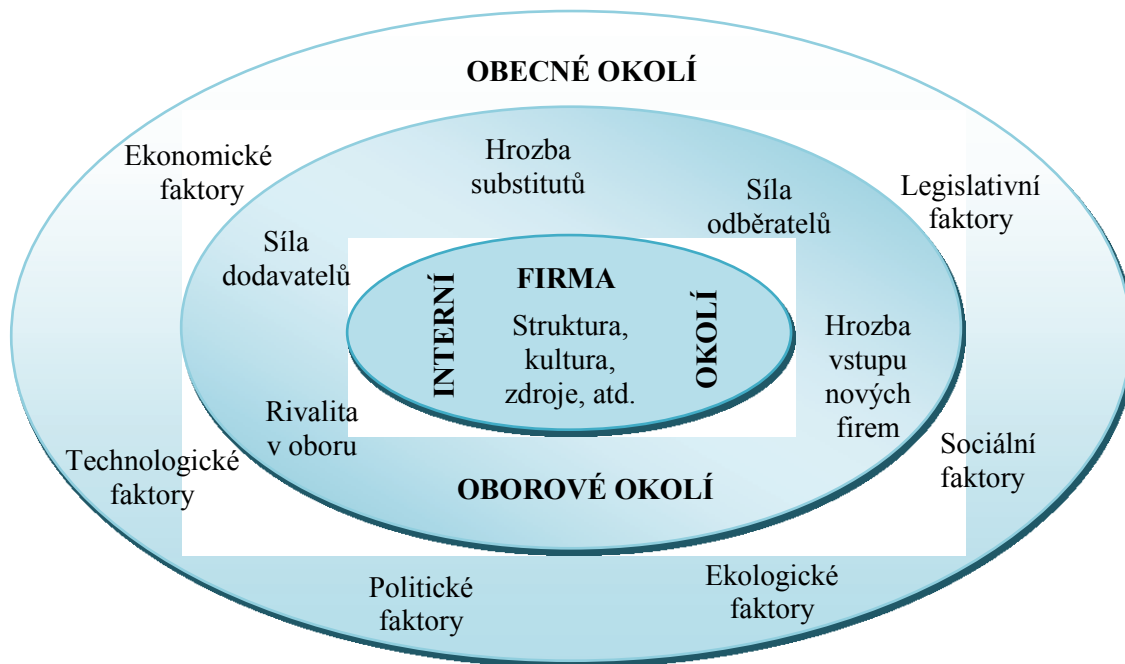 OBECNÉ OKOLÍ
Ekonomické
faktory
Hrozba
substitutů
Síla
odběratelů
Legislativní
faktory
Síla
dodavatelů
INTERNÍ
FIRMA
Struktura,
kultura,
zdroje, atd.
OKOLÍ
Hrozba
vstupu
nových
firem
Rivalita
v oboru
OBOROVÉ OKOLÍ
Technologické
faktory
Sociální
faktory
Politické
faktory
Ekologické
faktory